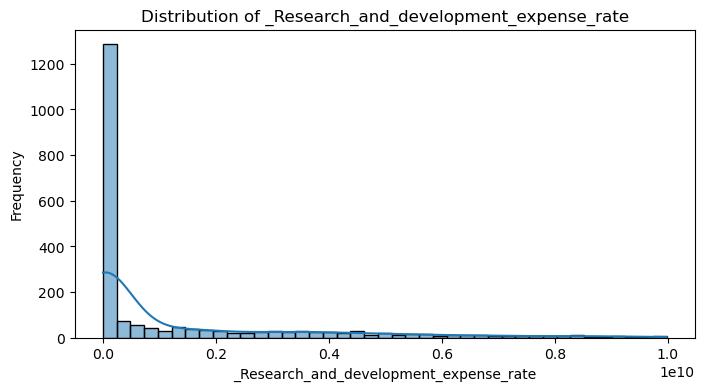 Distribution of _Research_and_development_expense_rate
1200
1000
800
600
400
200
0
Frequency
0.0 0.2 0.4 0.6 0.8 1.0
1e10
_Research_and_development_expense_rate